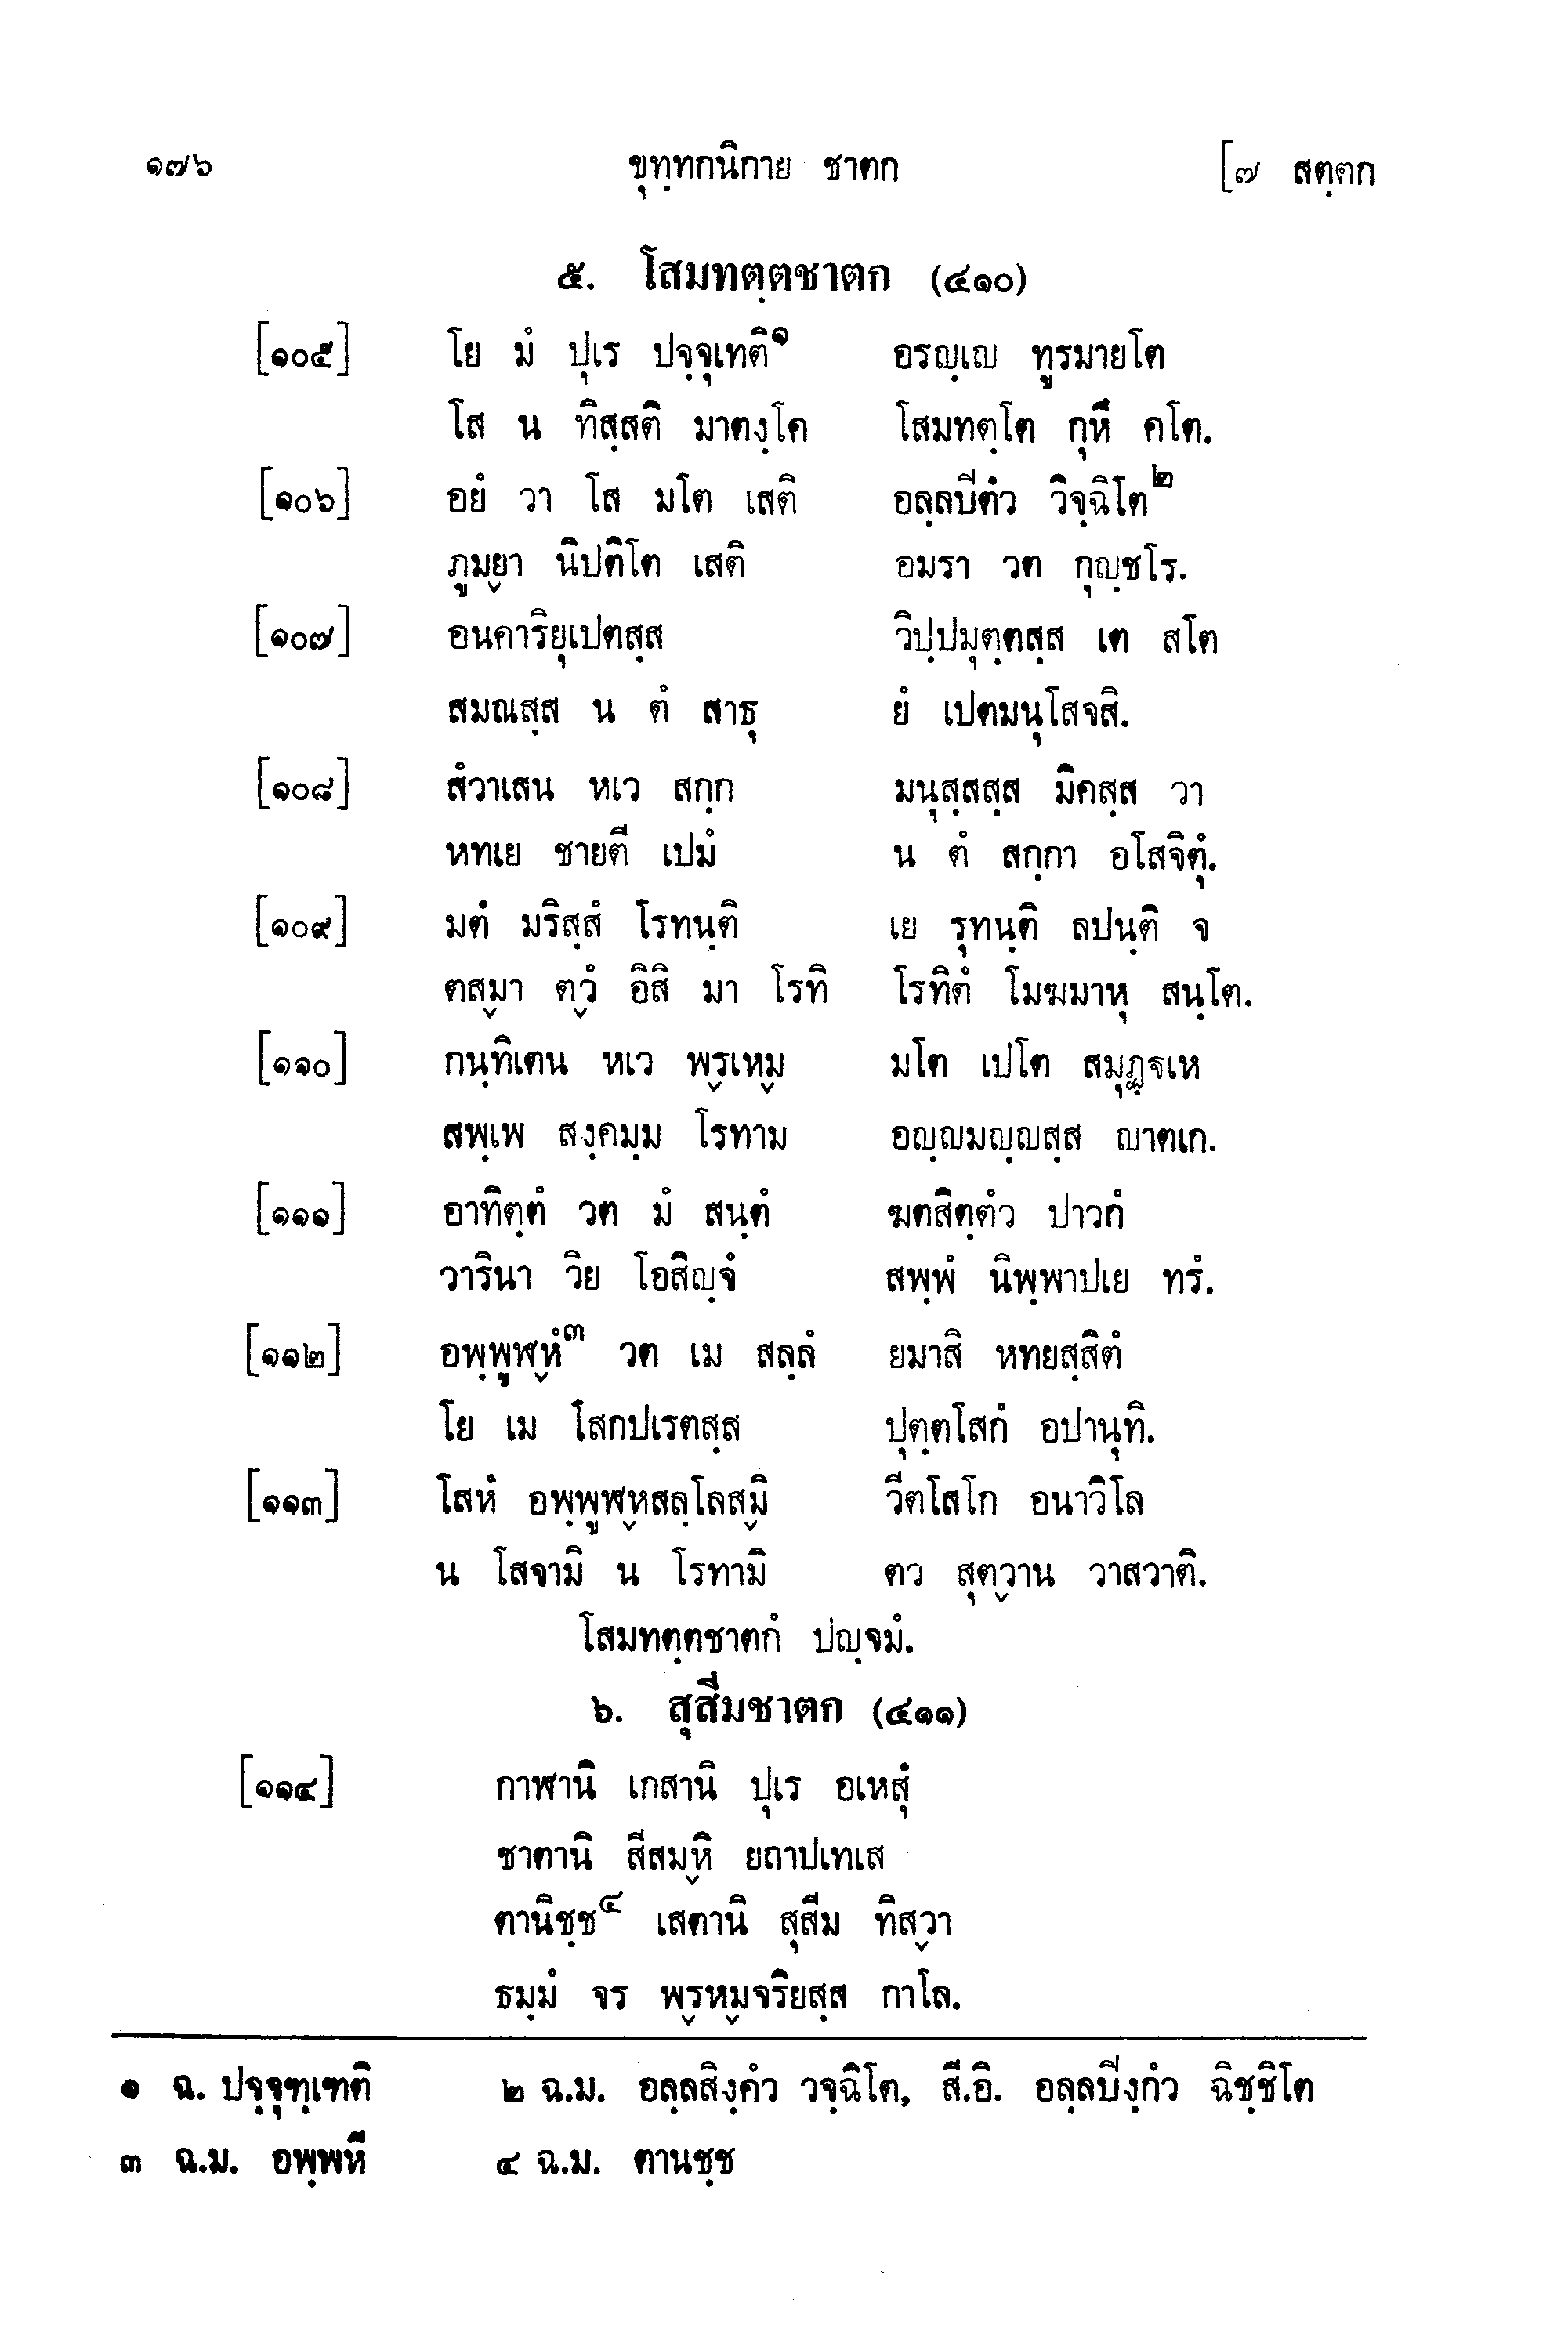 ๑๗๖ ขุทฺทกนิกาย ชาตก [๗ สตฺตก
๕. โสมทตฺตชาตก (๔๑๐)
[๑๐๕] โย มํ ปุเร ปจฺจุเทติ๑ อรญฺเญ ทูรมายโต
โส น ทิสฺสติ มาตงฺโค โสมทตฺโต กุหึ คโต.
[๑๐๖] อยํ วา โส มโต เสติ อลฺลปีตํว วิจฺฉิโต๒
ภูมฺยา นิปติโต เสติ อมรา วต กุญฺชโร.
[๑๐๗] อนคาริยุเปตสฺส วิปฺปมุตฺตสฺส เต สโต
สมณสฺส น ตํ สาธุ ยํ เปตมนุโสจสิ.
[๑๐๘] สํวาเสน หเว สกฺก มนุสฺสสฺส มิคสฺส วา
หทเย ชายตี เปมํ น ตํ สกฺกา อโสจิตุํ.
[๑๐๙] มตํ มริสฺสํ โรทนฺติ เย รุทนฺติ ลปนฺติ จ
ตสฺมา ตฺวํ อิสิ มา โรทิ โรทิตํ โมฆมาหุ สนฺโต.
[๑๑๐] กนฺทิเตน หเว พฺรเหฺม มโต เปโต สมุฏฺฐเห
สพฺเพ สงฺคมฺม โรทาม อญฺญมญฺญสฺส ญาตเก.
[๑๑๑] อาทิตฺตํ วต มํ สนฺตํ ฆตสิตฺตํว ปาวกํ
วารินา วิย โอสิญฺจํ สพฺพํ นิพฺพาปเย ทรํ.
[๑๑๒] อพฺพูฬฺหํ๓ วต เม สลฺลํ ยมาสิ หทยสฺสิตํ
โย เม โสกปเรตสฺส ปุตฺตโสกํ อปานุทิ.
[๑๑๓] โสหํ อพฺพูฬฺหสลฺโลสฺมิ วีตโสโก อนาวิโล
น โสจามิ น โรทามิ ตว สุตฺวาน วาสวาติ.
โสมทตฺตชาตกํ ปญฺจมํ.
๖. สุสีมชาตก (๔๑๑)
[๑๑๔] กาฬานิ เกสานิ ปุเร อเหสุํ
ชาตานิ สีสมฺหิ ยถาปเทเส
ตานิชฺช๔ เสตานิ สุสีม ทิสฺวา
ธมฺมํ จร พฺรหฺมจริยสฺส กาโล.
๑ ฉ. ปจฺจุฑฺเฑติ ๒ ฉ.ม. อลฺลสิงฺคํว วจฺฉิโต, สี.อิ. อลฺลปีงฺกํว ฉิชฺชิโต
๓ ฉ.ม. อพฺพหี ๔ ฉ.ม. ตานชฺช